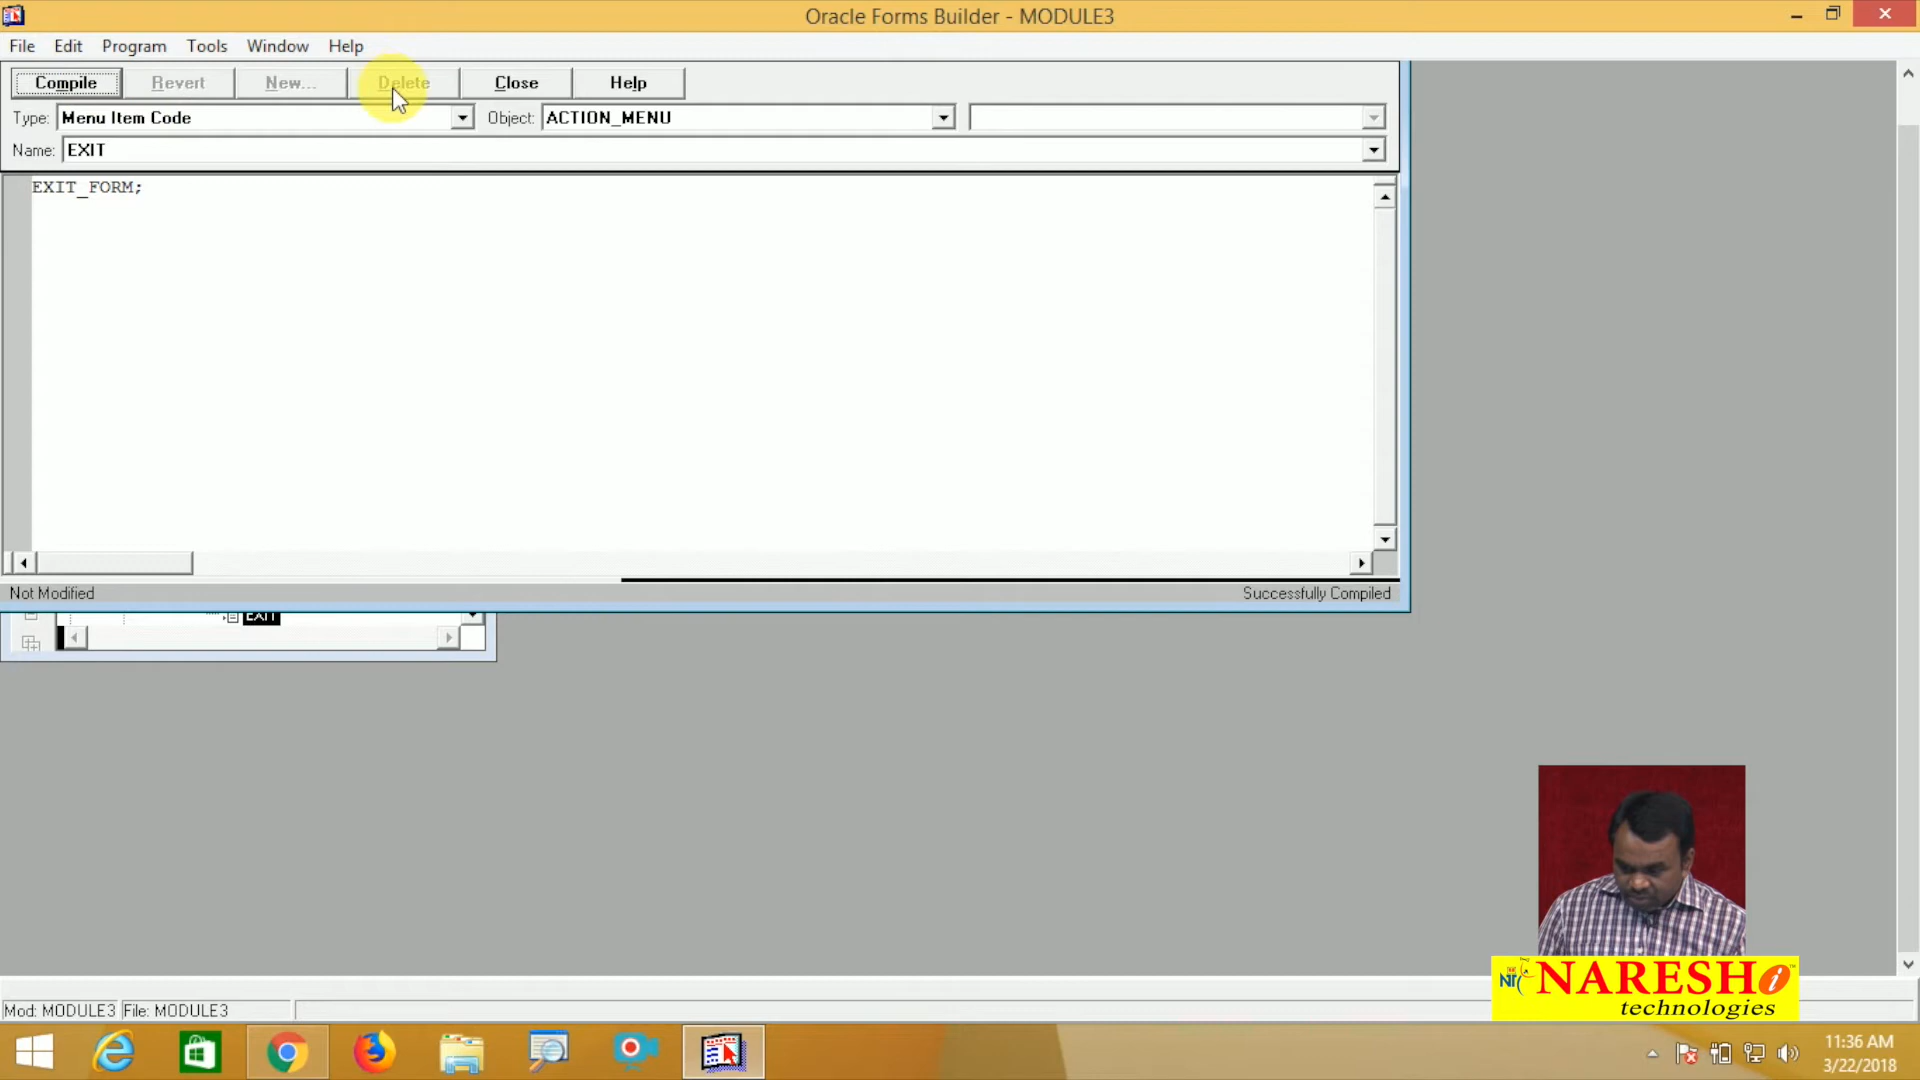 Oracle Forms Builder - MODULE3
File Edit Program Tools Window Help
Compile Revert New... Delete Close Help
Type: Menu Item Code Object: ACTION_MENU
Name: EXIT
EXIT_FORM;
Not Modified Successfully Compiled
EXIT
Mod: MODULE3 File: MODULE3
NARESH i
technologies
11:36 AM
3/22/2018